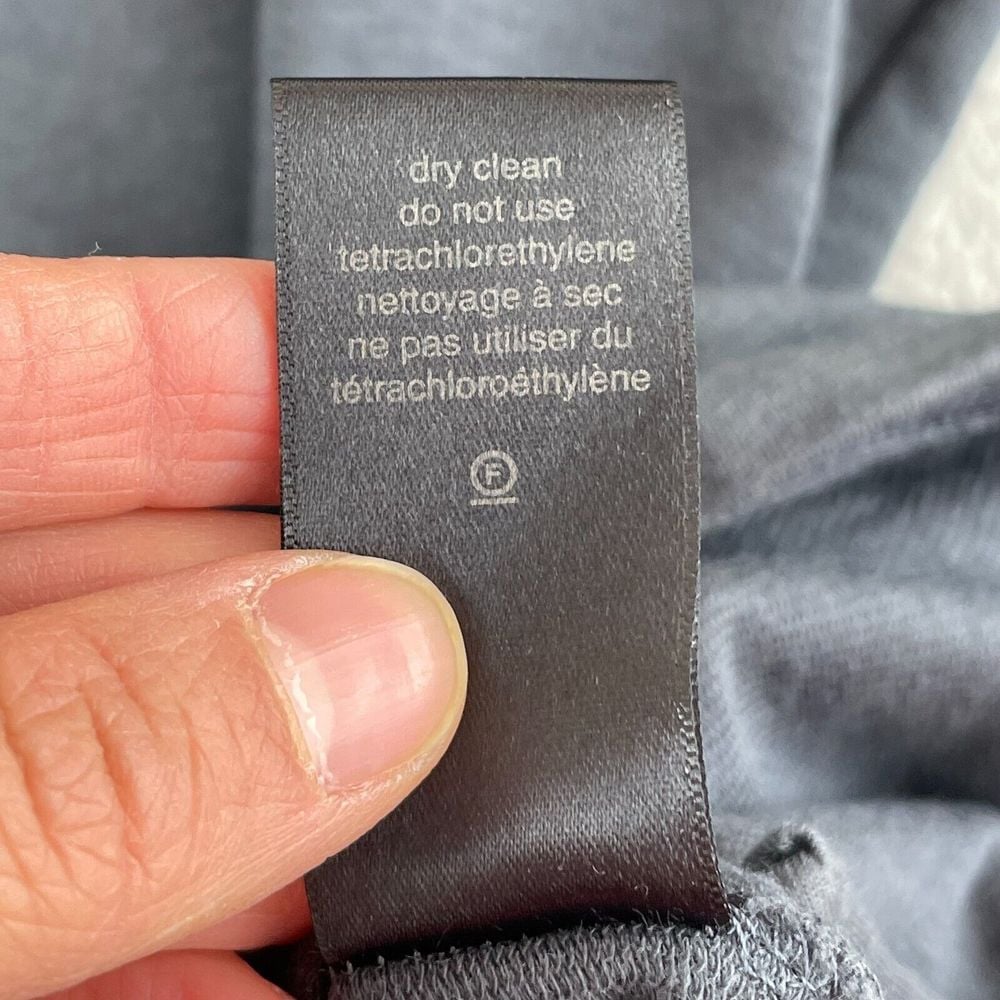 dry clean
do not use
tetrachlorethylene
nettoyage à sec
ne pas utiliser du
tétrachloroéthylène
F